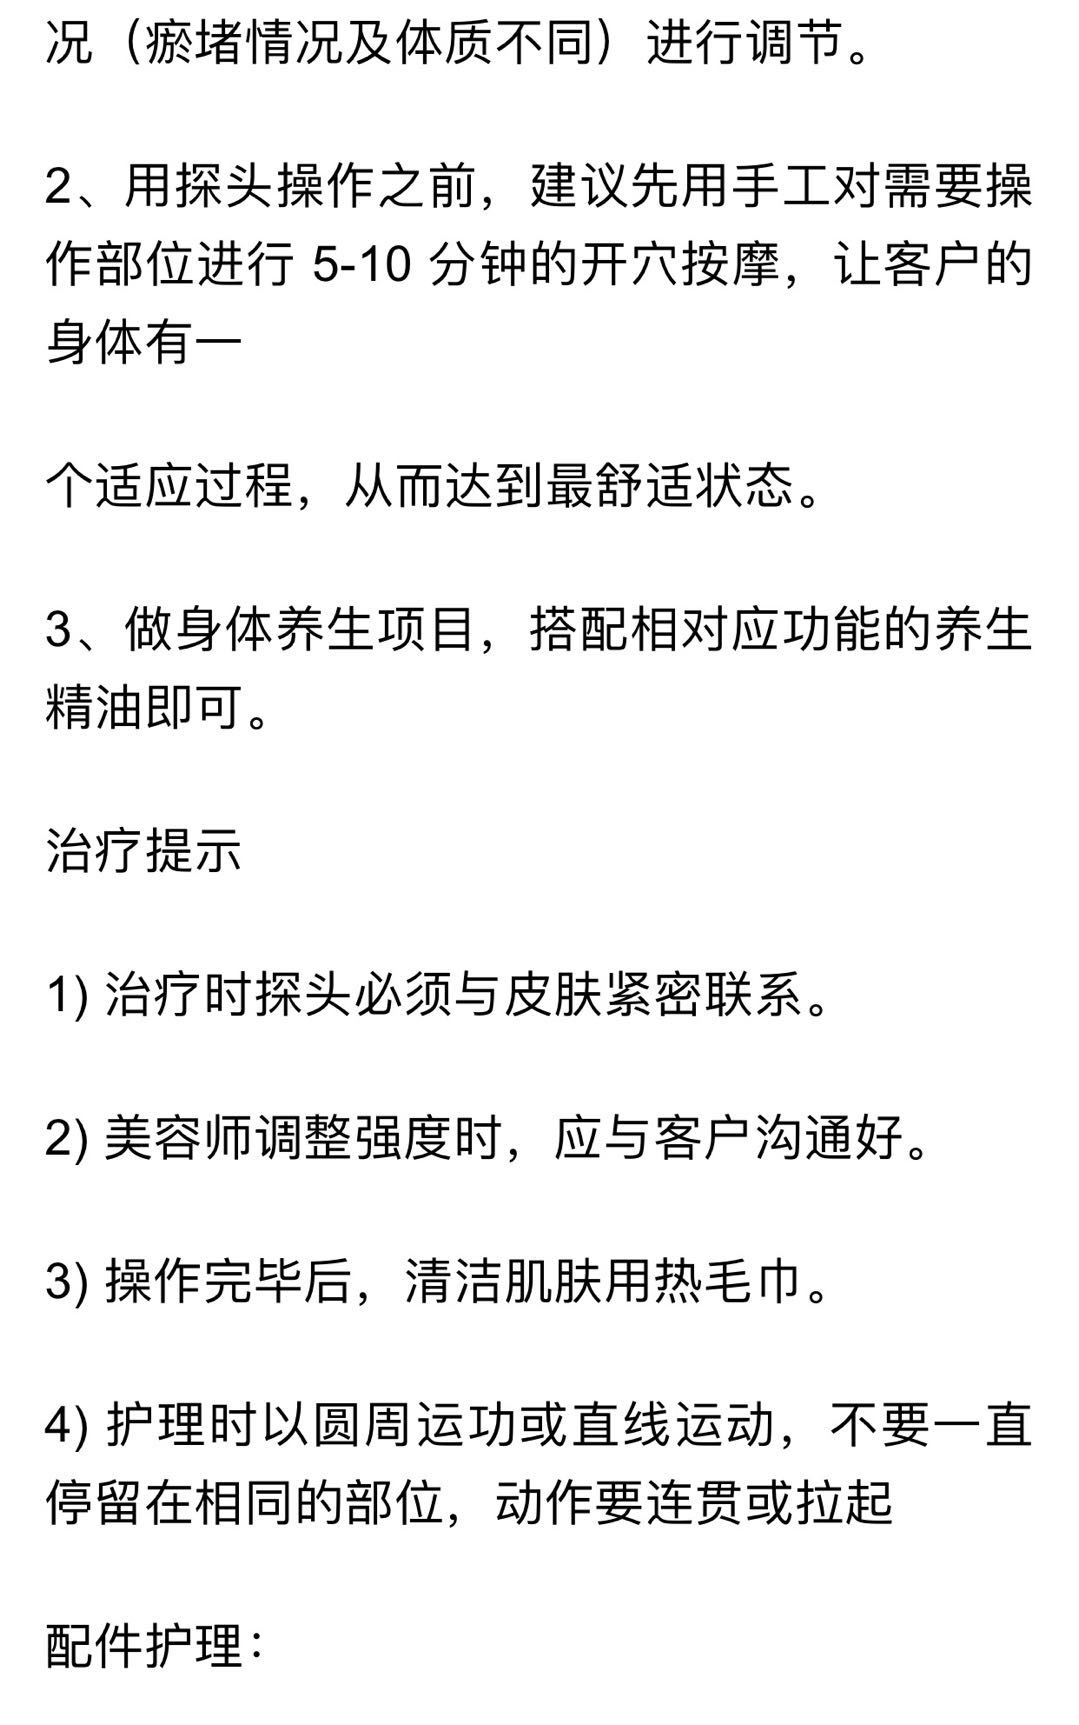 况（瘀堵情况及体质不同）进行调节。
2、用探头操作之前，建议先用手工对需要操
作部位进行 5-10 分钟的开穴按摩，让客户的
身体有一
个适应过程，从而达到最舒适状态。
3、做身体养生项目，搭配相对应功能的养生
精油即可。
治疗提示
1) 治疗时探头必须与皮肤紧密联系。
2) 美容师调整强度时，应与客户沟通好。
3) 操作完毕后，清洁肌肤用热毛巾。
4) 护理时以圆周运功或直线运动，不要一直
停留在相同的部位，动作要连贯或拉起
配件护理：